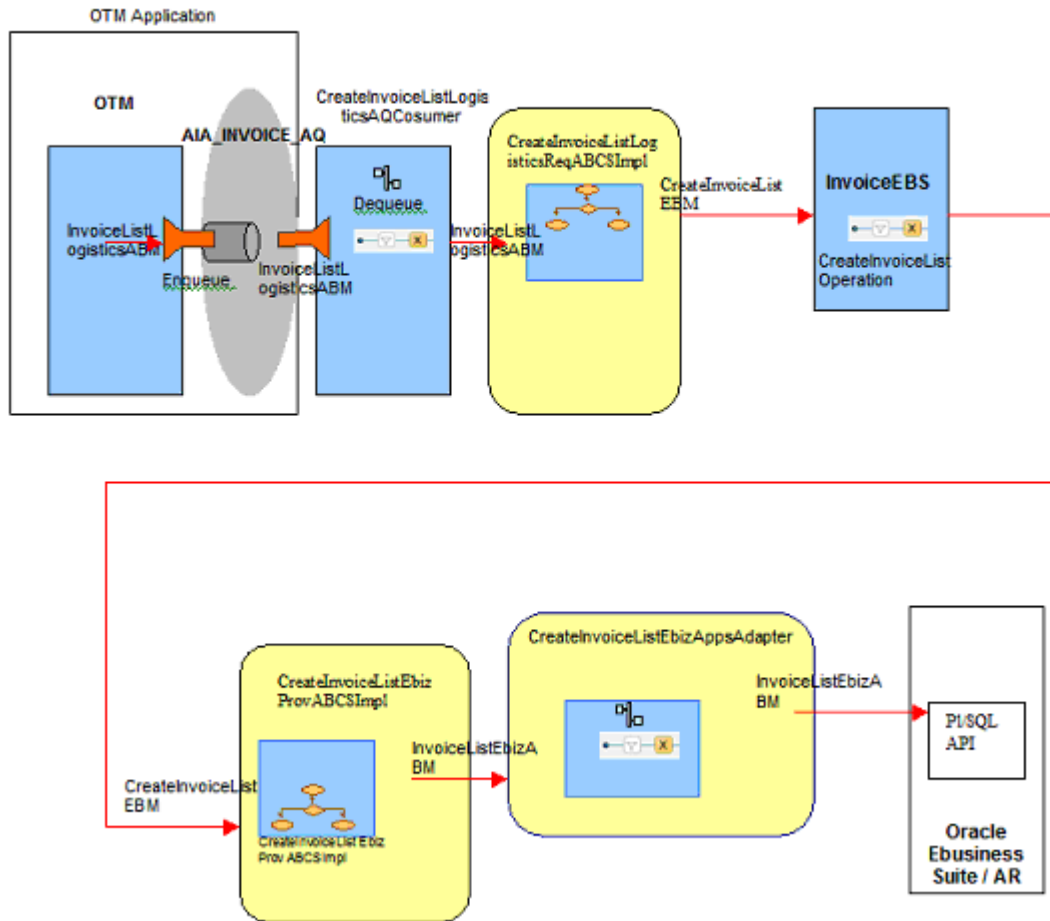 OTM Application
OTM
AIA_INVOICE_AQ
InvoiceListL
ogisticsABM
Enqueue
InvoiceListL
ogisticsABM
CreateInvoiceListLogis
ticsAQCosumer
Dequeue
X
InvoiceListL
ogisticsABM
CreateInvoiceListLog
isticsReqABCSImpl
CreateInvoiceList
EBM
InvoiceEBS
X
CreateInvoiceList
Operation
CreateInvoiceList
EBM
CreateInvoiceListEbiz
ProvABCSImpl
CreateInvoiceList Ebiz
Prov ABCSImpl
InvoiceListEbizA
BM
CreateInvoiceListEbizAppsAdapter
X
InvoiceListEbizA
BM
Pl/SQL
API
Oracle
Ebusiness
Suite / AR